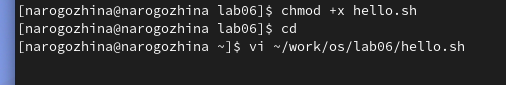 [narogozhina@narogozhina lab06]$ chmod +x hello.sh
[narogozhina@narogozhina lab06]$ cd
[narogozhina@narogozhina ~]$ vi ~/work/os/lab06/hello.sh